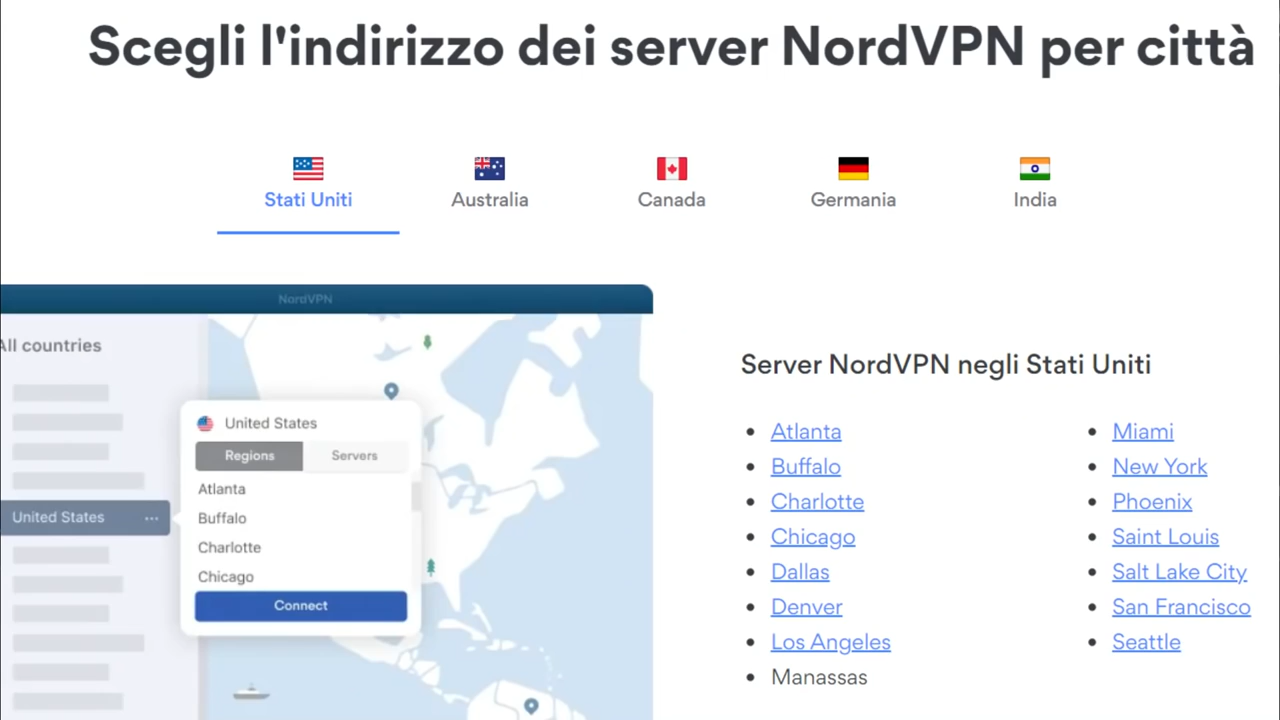 Scegli l'indirizzo dei server NordVPN per città
Stati Uniti
Australia
Canada
Germania
India
NordVPN
All countries
United States
United States
Regions
Servers
Atlanta
Buffalo
Charlotte
Chicago
Connect
Server NordVPN negli Stati Uniti
Atlanta
Buffalo
Charlotte
Chicago
Dallas
Denver
Los Angeles
Manassas
Miami
New York
Phoenix
Saint Louis
Salt Lake City
San Francisco
Seattle